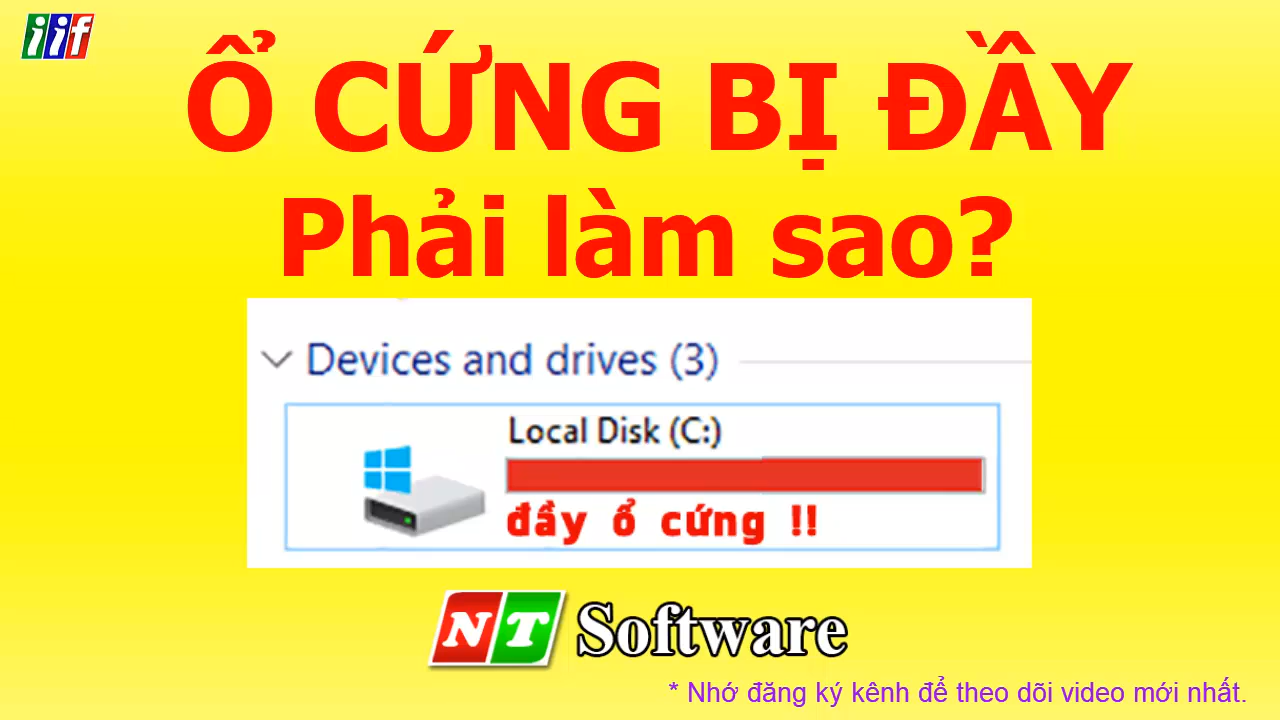 iif
Ổ CỨNG BỊ ĐẦY
Phải làm sao?
Devices and drives (3)
Local Disk (C:)
đầy ổ cứng !!
NT Software
* Nhớ đăng ký kênh để theo dõi video mới nhất.